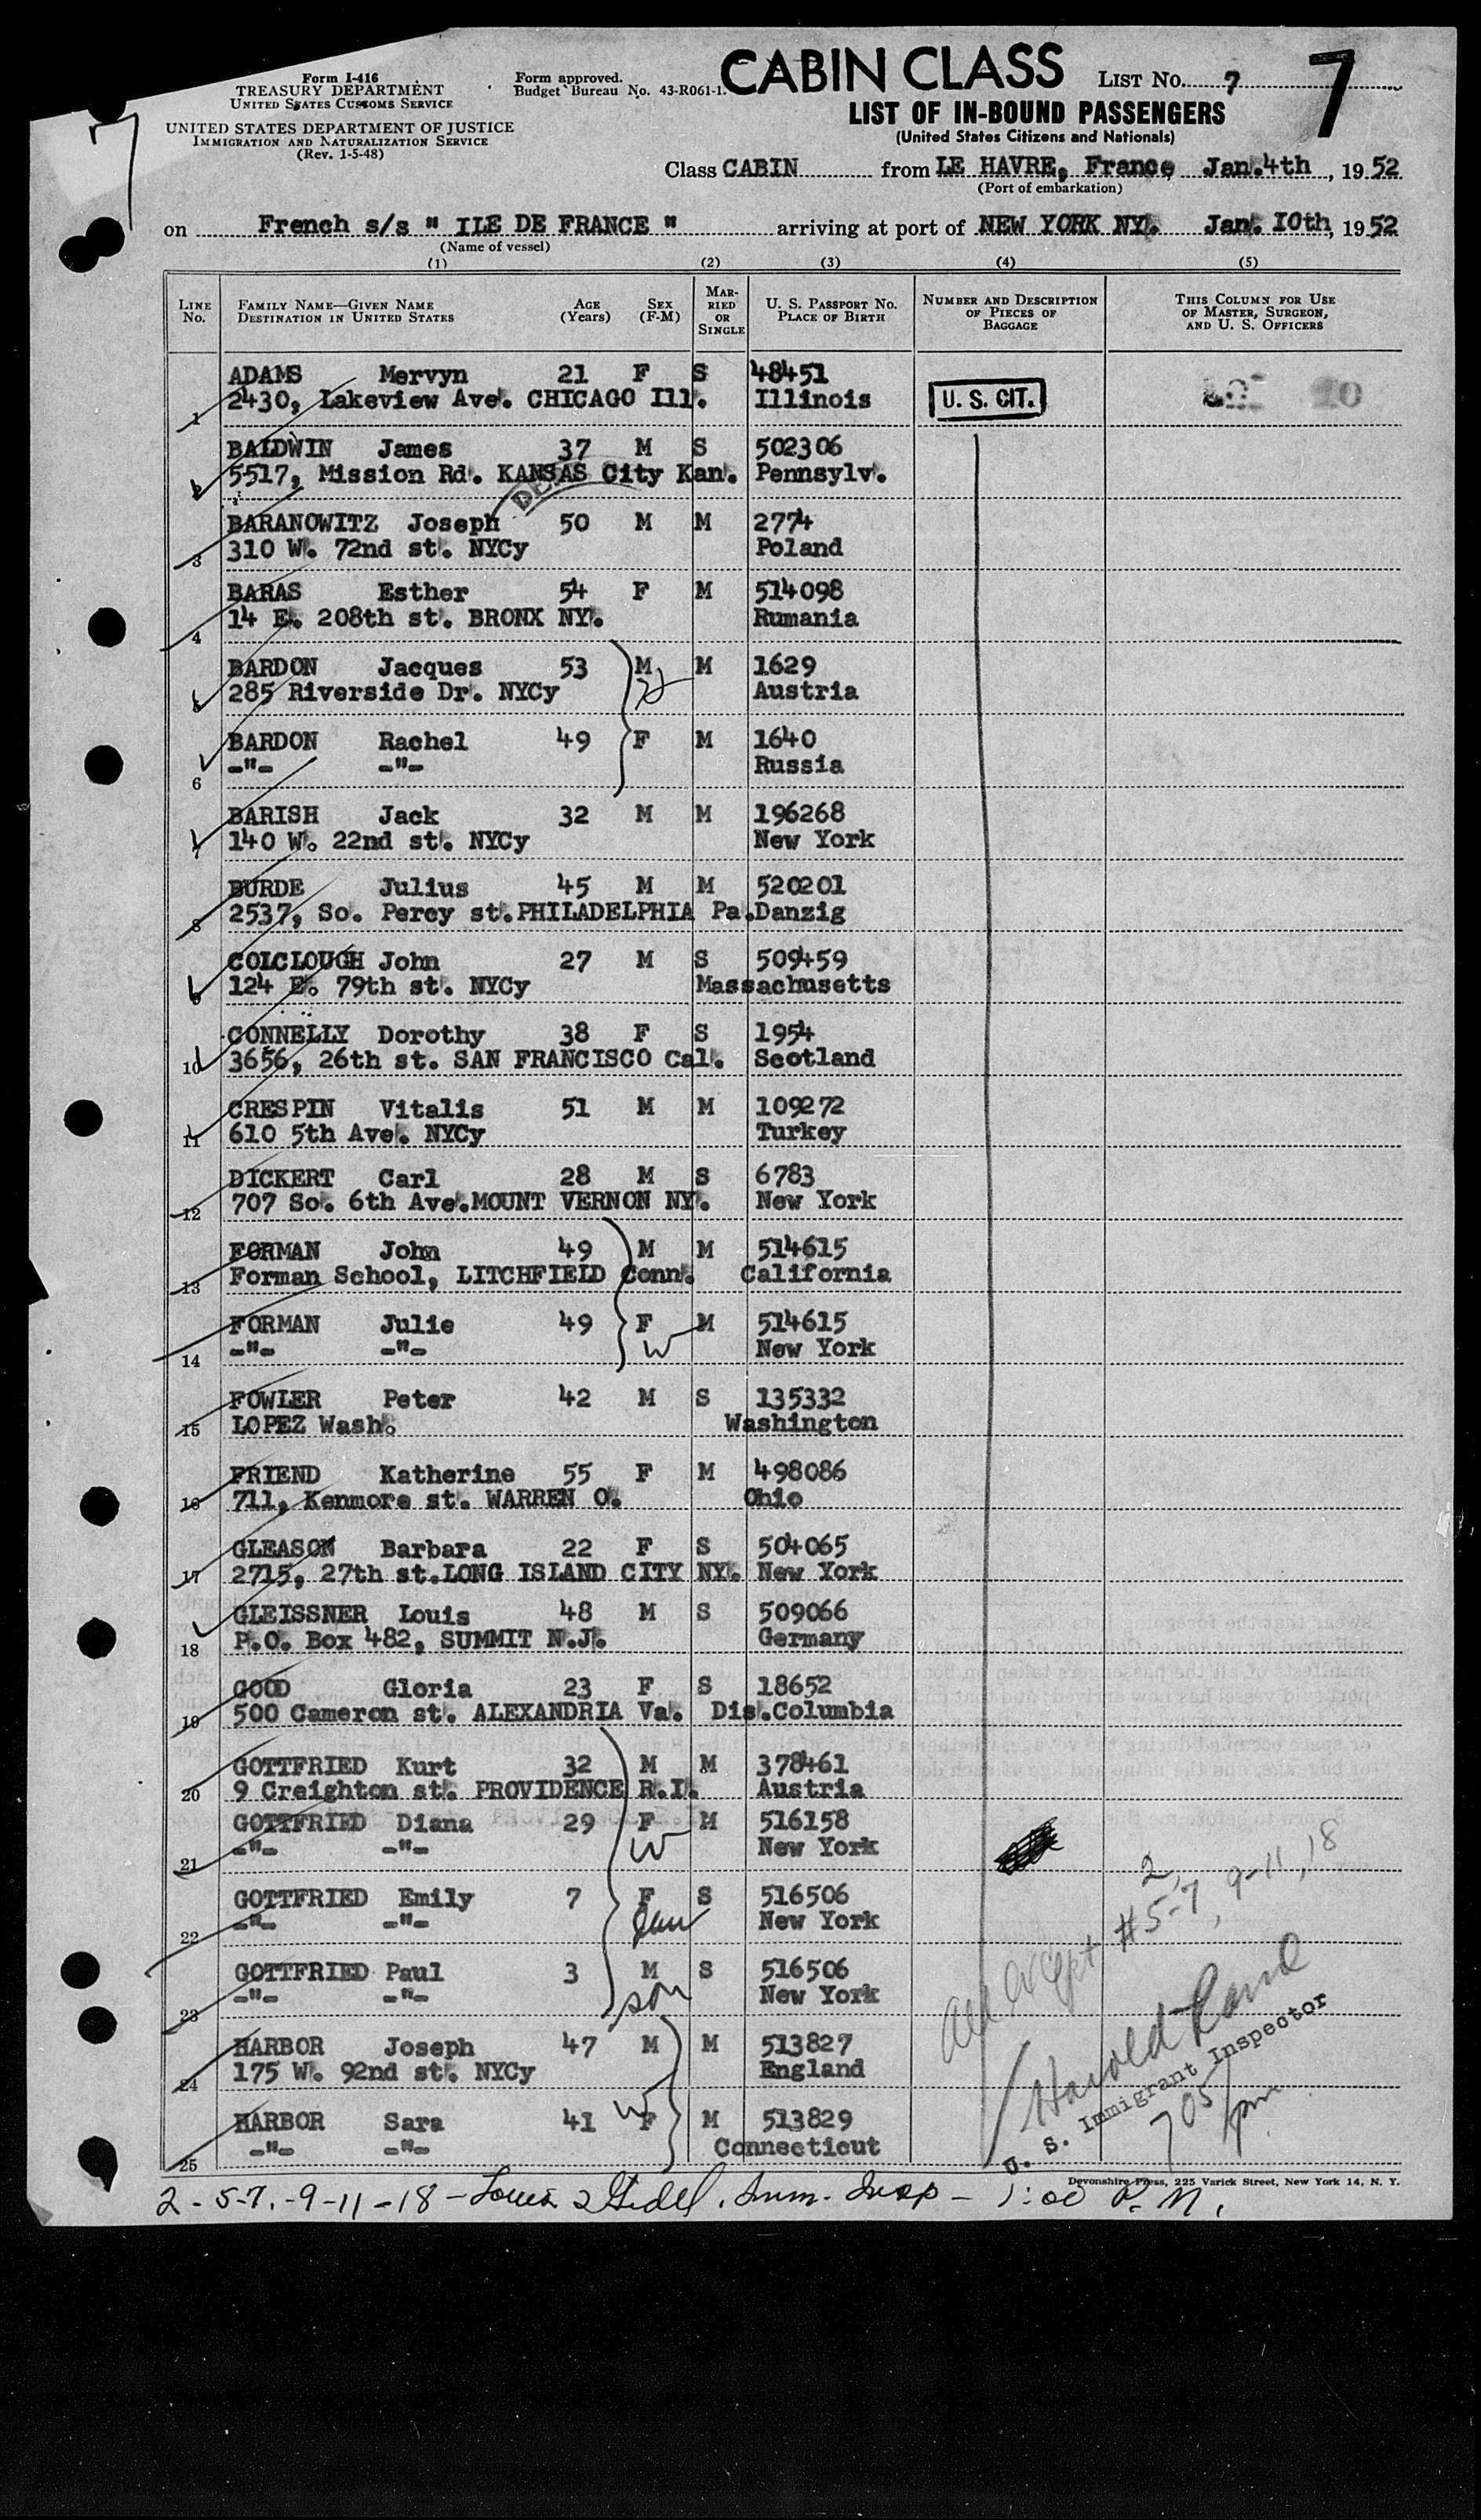 Form I-416
TREASURY DEPARTMENT
UNITED STATES CUSTOMS SERVICE
UNITED STATES DEPARTMENT OF JUSTICE
IMMIGRATION AND NATURALIZATION SERVICE
(Rev. 1-5-48)
Form approved.
Budget Bureau No. 43-R061-1.
CABIN CLASS
LIST NO. 7
7
LIST OF IN-BOUND PASSENGERS
(United States Citizens and Nationals)
Class CABIN from LE HAVRE, France Jan. 4th, 1952
(Port of embarkation)
on French s/s " ILE DE FRANCE " arriving at port of NEW YORK NY. Jan. 10th, 1952
(Name of vessel)
(1) (2) (3) (4) (5)
LINE No. FAMILY NAME—GIVEN NAME DESTINATION IN UNITED STATES AGE (Years) SEX (F-M) MARRIED OR SINGLE U. S. PASSPORT NO. PLACE OF BIRTH NUMBER AND DESCRIPTION OF PIECES OF BAGGAGE THIS COLUMN FOR USE OF MASTER, SURGEON, AND U. S. OFFICERS
ADAMS Mervyn 21 F S 48451
1 2430, Lakeview Ave. CHICAGO Ill. Illinois U. S. CIT.
BALDWIN James 37 M S 502306
2 5517, Mission Rd. KANSAS City Kan. Pennsylv.
BARANOWITZ Joseph 50 M M 2774
3 310 W. 72nd st. NYCy Poland
BARAS Esther 54 F M 514098
4 14 E. 208th st. BRONX NY. Rumania
BARDON Jacques 53 M M 1629
5 285 Riverside Dr. NYCy Austria
BARDON Rachel 49 F M 1640
6 -"- -"- Russia
BARISH Jack 32 M M 196268
7 140 W. 22nd st. NYCy New York
BURDE Julius 45 M M 520201
8 2537, So. Percy st. PHILADELPHIA Pa. Danzig
COLCLOUGH John 27 M S 509459
9 124 E. 79th st. NYCy Massachusetts
CONNELLY Dorothy 38 F S 1954
10 3656, 26th st. SAN FRANCISCO Cal. Scotland
CRESPIN Vitalis 51 M M 109272
11 610 5th Ave. NYCy Turkey
DICKERT Carl 28 M S 6783
12 707 So. 6th Ave. MOUNT VERNON NY. New York
FORMAN John 49 M M 514615
13 Forman School, LITCHFIELD Conn. California
FORMAN Julie 49 F M 514615
14 -"- -"- W New York
FOWLER Peter 42 M S 135332
15 LOPEZ Wash. Washington
FRIEND Katherine 55 F M 498086
16 711, Kenmore st. WARREN O. Ohio
GLEASON Barbara 22 F S 504065
17 2715, 27th st. LONG ISLAND CITY NY. New York
GLEISSNER Louis 48 M S 509066
18 P.O. Box 482, SUMMIT N.J. Germany
GOOD Gloria 23 F S 18652
19 500 Cameron st. ALEXANDRIA Va. Dis. Columbia
GOTTFRIED Kurt 32 M M 378461
20 9 Creighton st. PROVIDENCE R.I. Austria
GOTTFRIED Diana 29 F M 516158
21 -"- -"- W New York
GOTTFRIED Emily 7 F S 516506
22 -"- -"- New York
GOTTFRIED Paul 3 M S 516506
23 -"- -"- son New York
HARBOR Joseph 47 M M 513827
24 175 W. 92nd st. NYCy England
HARBOR Sara 41 W F M 513829
25 -"- -"- Connecticut
2,
all except #5-7, 9-11, 18
Harold
U. S. Immigrant Inspector
705 pm
Devonshire Press, 225 Varick Street, New York 14, N. Y.
2-5-7.-9-11-18 - Louis Imm. Insp - 7:00 P.M.